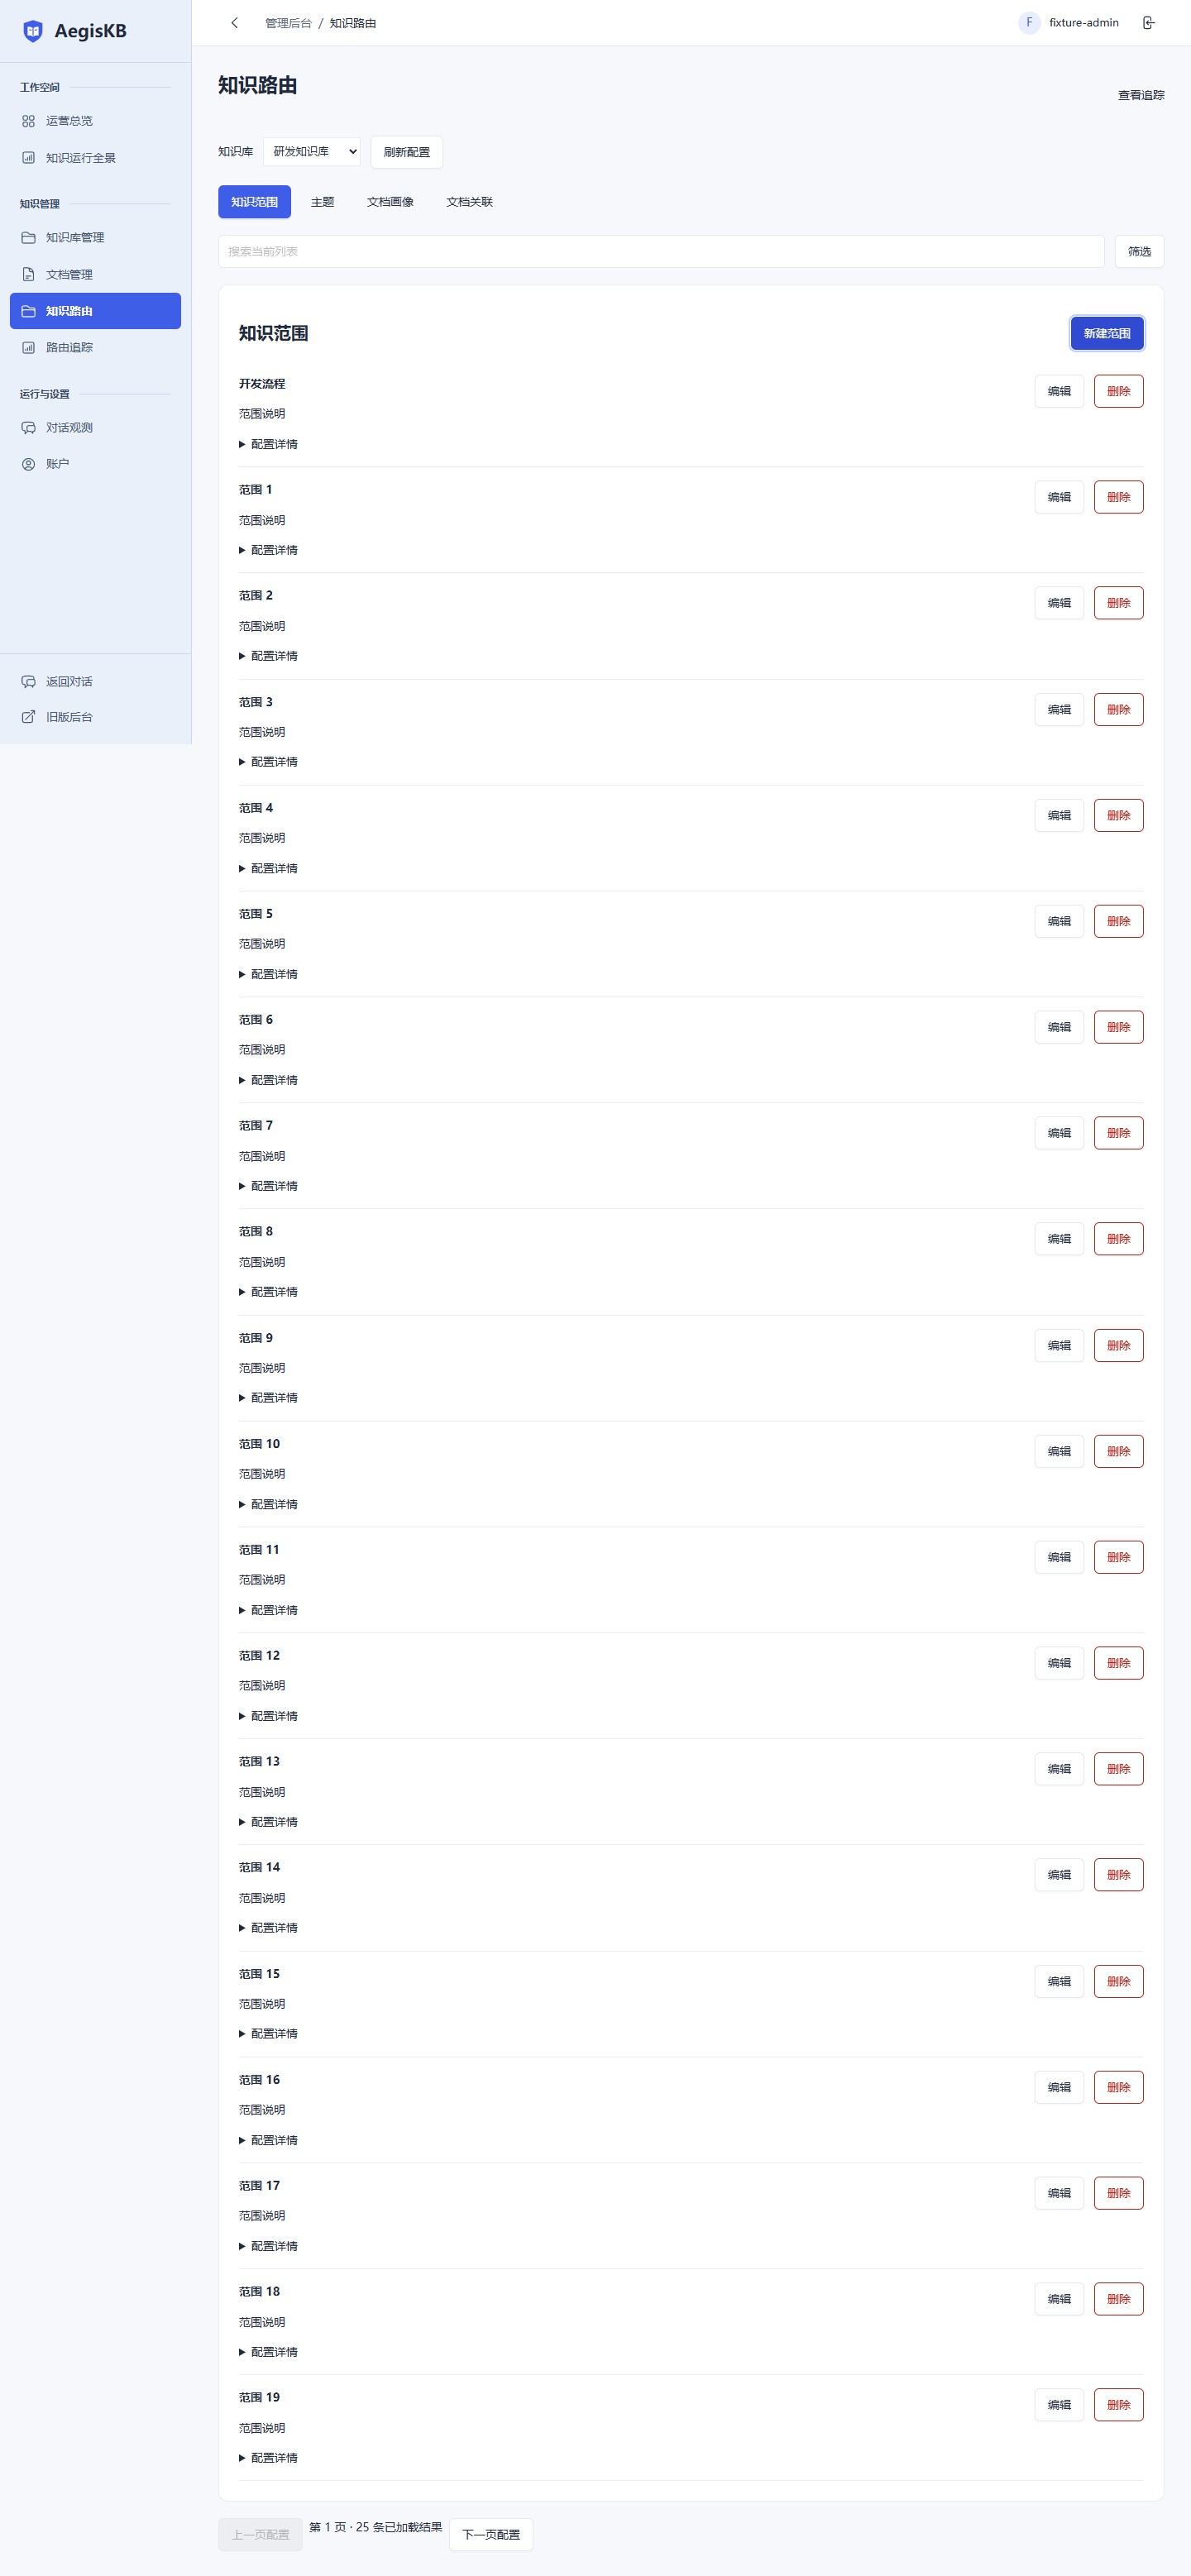 AegisKB
工作空间
运营总览
知识运行全景
知识管理
知识库管理
文档管理
知识路由
路由追踪
运行与设置
对话观测
账户
返回对话
旧版后台
管理后台 / 知识路由
F fixture-admin
知识路由
查看追踪
知识库 研发知识库 刷新配置
知识范围 主题 文档画像 文档关联
搜索当前列表 筛选
知识范围 新建范围
开发流程 编辑 删除
范围说明
▶ 配置详情
范围 1 编辑 删除
范围说明
▶ 配置详情
范围 2 编辑 删除
范围说明
▶ 配置详情
范围 3 编辑 删除
范围说明
▶ 配置详情
范围 4 编辑 删除
范围说明
▶ 配置详情
范围 5 编辑 删除
范围说明
▶ 配置详情
范围 6 编辑 删除
范围说明
▶ 配置详情
范围 7 编辑 删除
范围说明
▶ 配置详情
范围 8 编辑 删除
范围说明
▶ 配置详情
范围 9 编辑 删除
范围说明
▶ 配置详情
范围 10 编辑 删除
范围说明
▶ 配置详情
范围 11 编辑 删除
范围说明
▶ 配置详情
范围 12 编辑 删除
范围说明
▶ 配置详情
范围 13 编辑 删除
范围说明
▶ 配置详情
范围 14 编辑 删除
范围说明
▶ 配置详情
范围 15 编辑 删除
范围说明
▶ 配置详情
范围 16 编辑 删除
范围说明
▶ 配置详情
范围 17 编辑 删除
范围说明
▶ 配置详情
范围 18 编辑 删除
范围说明
▶ 配置详情
范围 19 编辑 删除
范围说明
▶ 配置详情
上一页配置 第 1 页 · 25 条已加载结果 下一页配置